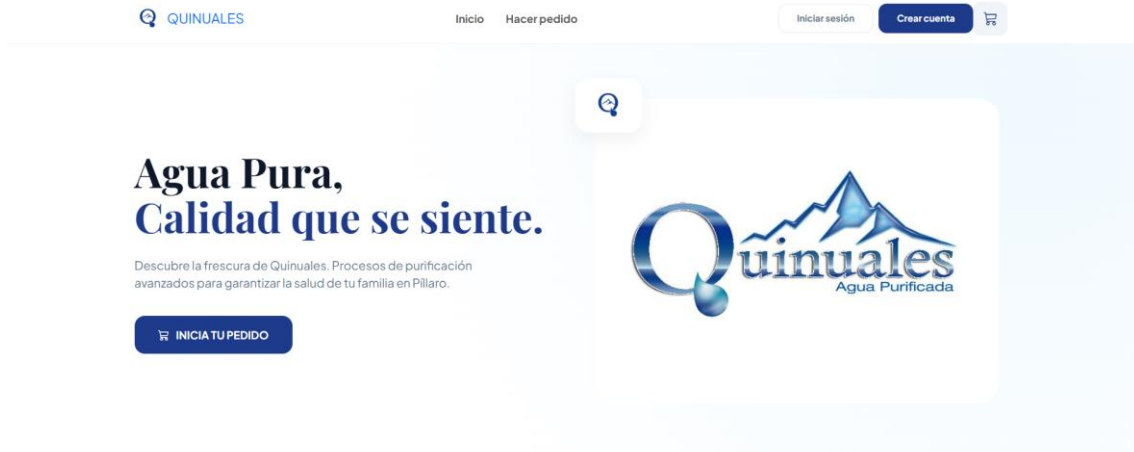 QUINUALES
Inicio
Hacer pedido
Iniciar sesión
Crear cuenta
Agua Pura,
Calidad que se siente.
Descubre la frescura de Quinuales. Procesos de purificación
avanzados para garantizar la salud de tu familia en Píllaro.
INICIA TU PEDIDO
Quinuales
Agua Purificada